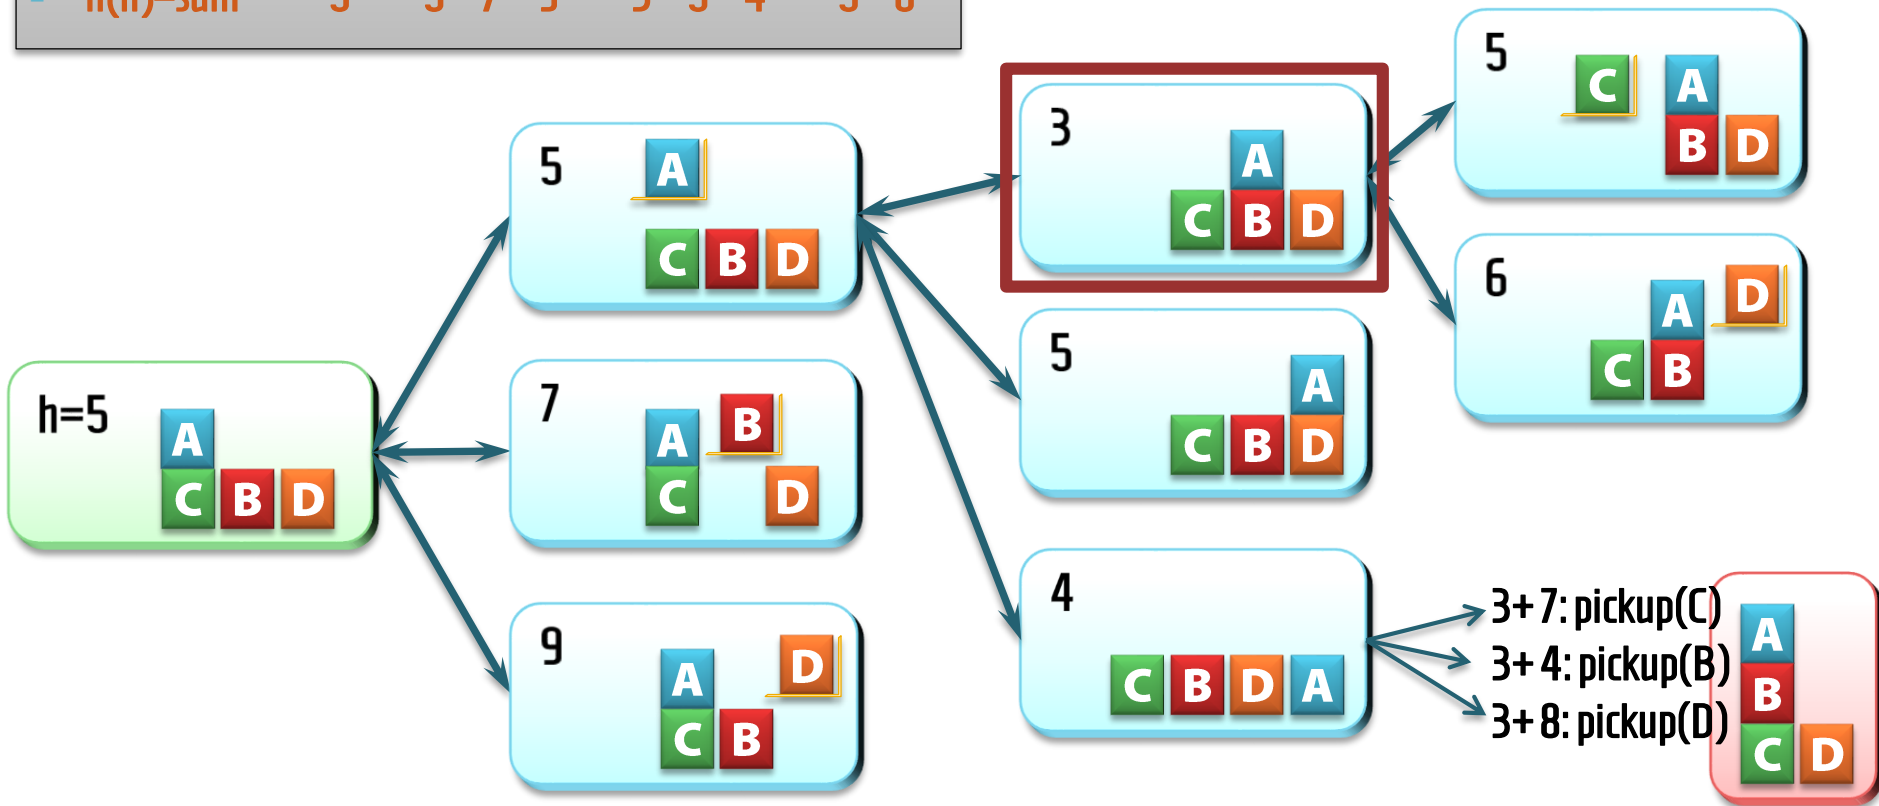 5
C A
B D
5
A
C B D
3
A
C B D
6
A D
C B
h=5
A
C B D
7
A B
C D
5
A
C B D
9
A D
C B
4
C B D A
3+7: pickup(C)
3+4: pickup(B)
3+8: pickup(D)
A
B
C D